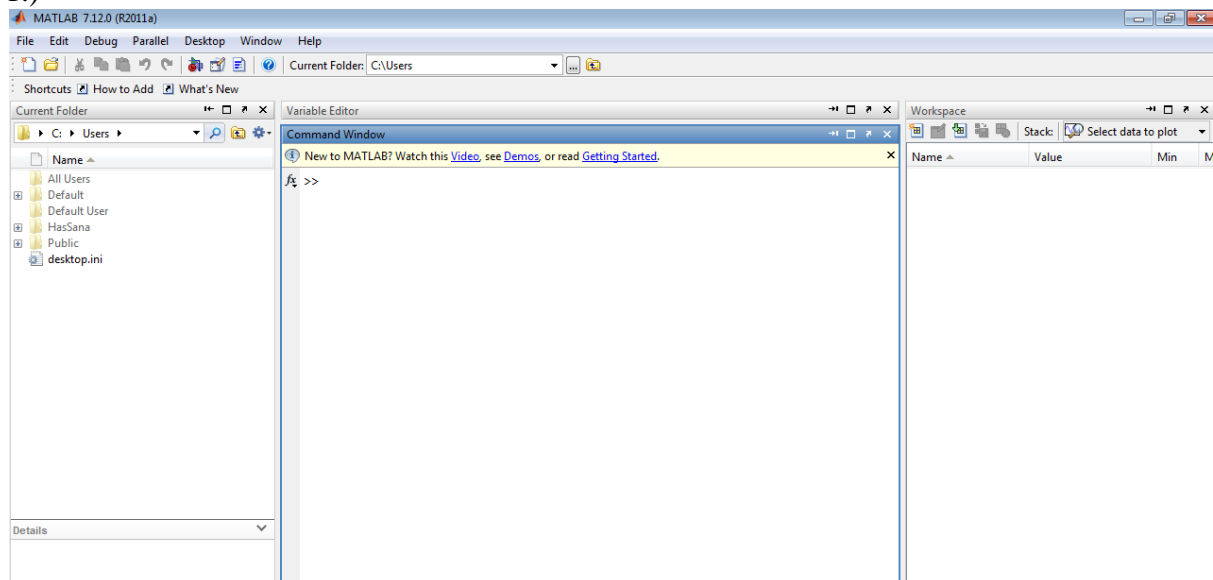 MATLAB 7.12.0 (R2011a)
File Edit Debug Parallel Desktop Window Help
Current Folder: C:\Users
Shortcuts How to Add What's New
Current Folder
C: Users
Name
All Users
Default
Default User
HasSana
Public
desktop.ini
Details
Variable Editor
Command Window
New to MATLAB? Watch this Video, see Demos, or read Getting Started.
fx >>
Workspace
Stack: Select data to plot
Name Value Min M